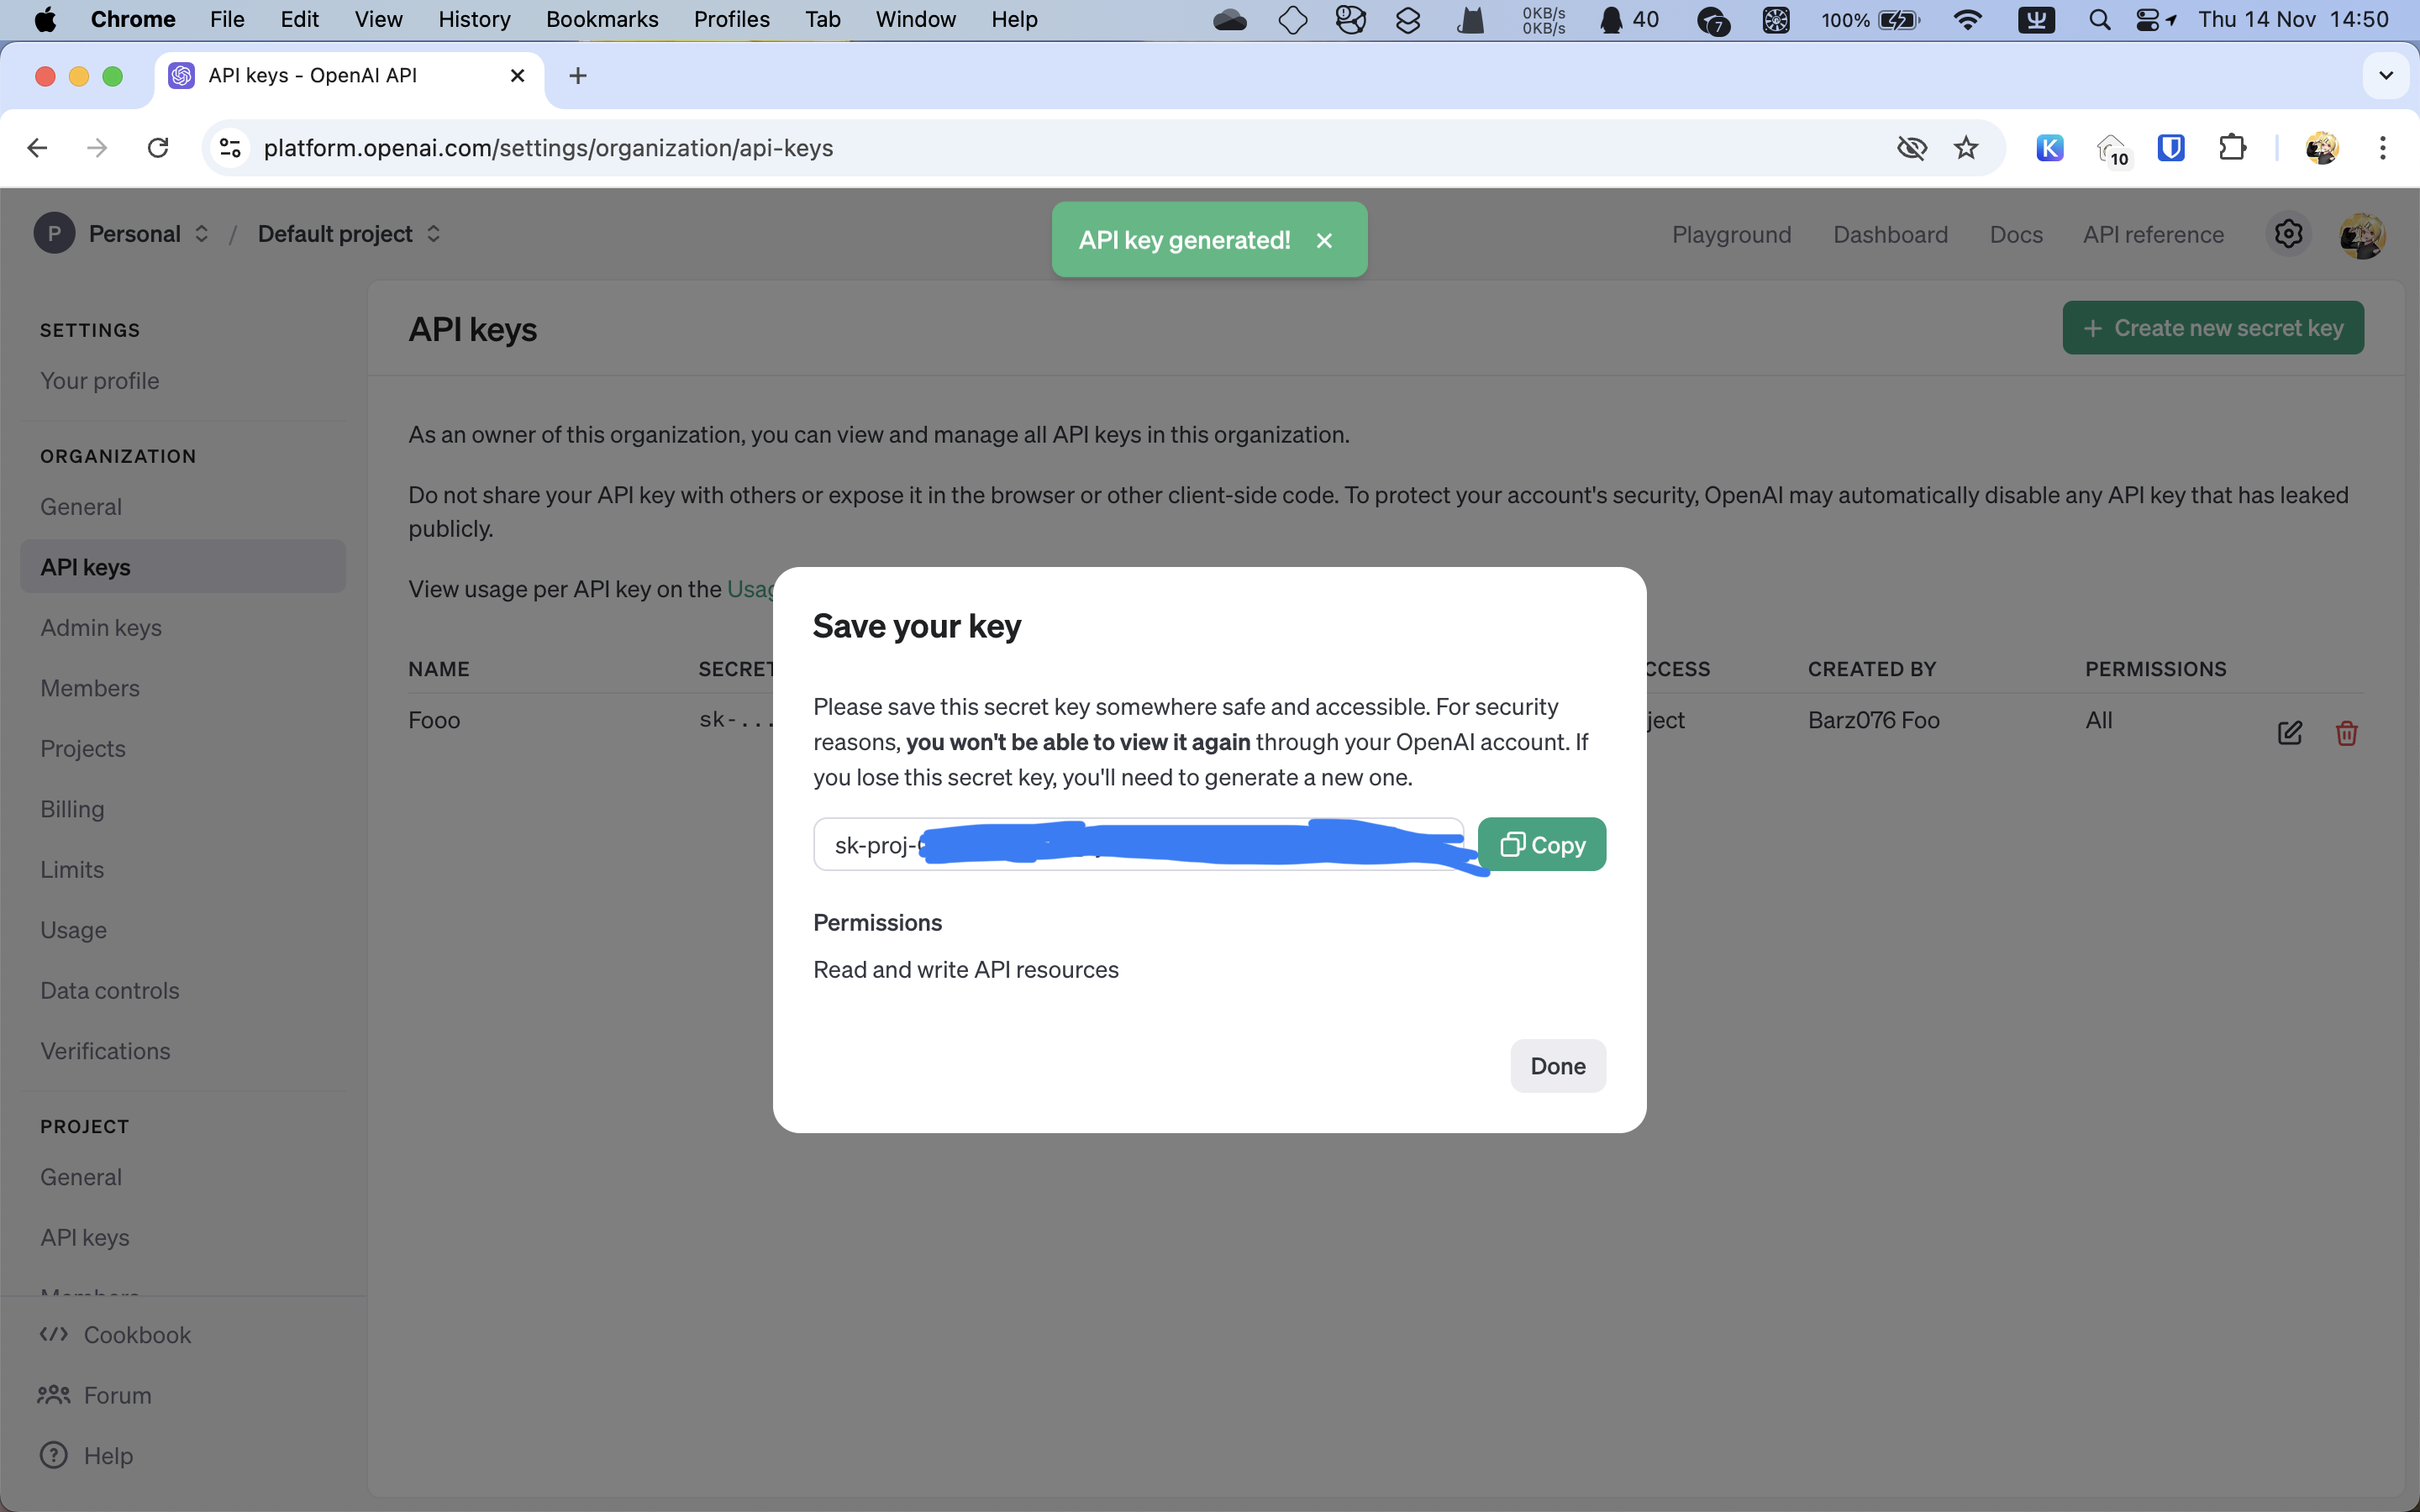 Chrome File Edit View History Bookmarks Profiles Tab Window Help 0KB/s 0KB/s 40 7 100% Thu 14 Nov 14:50
API keys - OpenAI API
platform.openai.com/settings/organization/api-keys K 10
P Personal / Default project API key generated! Playground Dashboard Docs API reference
SETTINGS
Your profile
ORGANIZATION
General
API keys
Admin keys
Members
Projects
Billing
Limits
Usage
Data controls
Verifications
PROJECT
General
API keys
Members
Cookbook
Forum
Help
API keys
+ Create new secret key
As an owner of this organization, you can view and manage all API keys in this organization.
Do not share your API key with others or expose it in the browser or other client-side code. To protect your account's security, OpenAI may automatically disable any API key that has leaked
publicly.
View usage per API key on the
NAME SECRET CREATED BY PERMISSIONS
Fooo sk-... Barz076 Foo All
Save your key
Please save this secret key somewhere safe and accessible. For security
reasons, you won't be able to view it again through your OpenAI account. If
you lose this secret key, you'll need to generate a new one.
sk-proj-
Copy
Permissions
Read and write API resources
Done